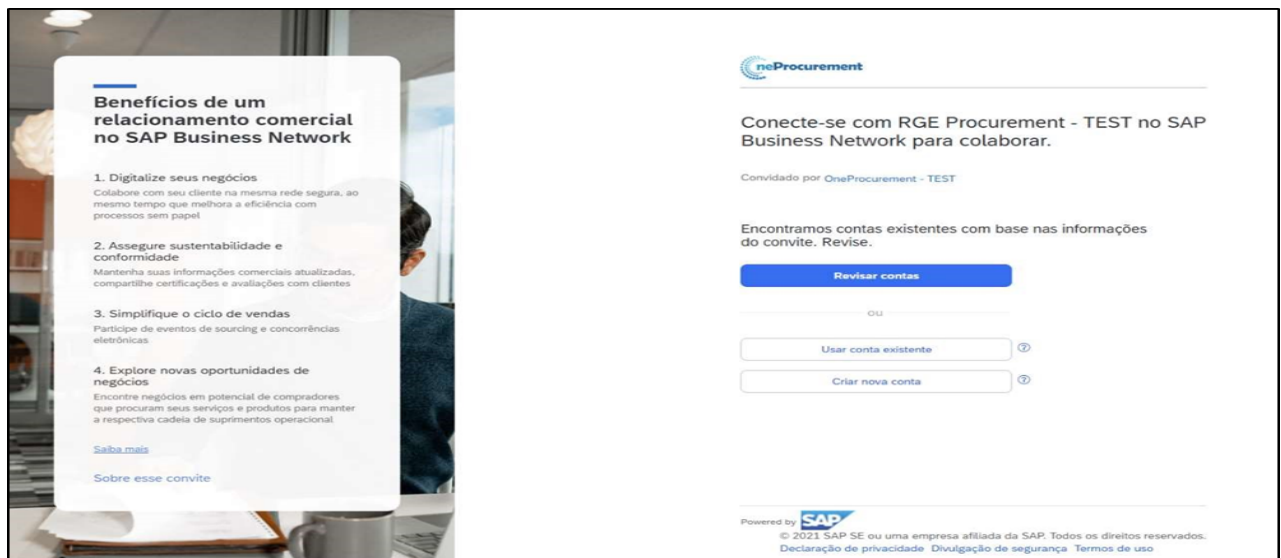 Benefícios de um
relacionamento comercial
no SAP Business Network
1. Digitalize seus negócios
Colabore com seu cliente na mesma rede segura, ao
mesmo tempo que melhora a eficiência com
processos sem papel
2. Assegure sustentabilidade e
conformidade
Mantenha suas informações comerciais atualizadas,
compartilhe certificações e avaliações com clientes
3. Simplifique o ciclo de vendas
Participe de eventos de sourcing e concorrências
eletrônicas
4. Explore novas oportunidades de
negócios
Encontre negócios em potencial de compradores
que procuram seus serviços e produtos para manter
a respectiva cadeia de suprimentos operacional
Saiba mais
Sobre esse convite
neProcurement
Conecte-se com RGE Procurement - TEST no SAP
Business Network para colaborar.
Convidado por OneProcurement - TEST
Encontramos contas existentes com base nas informações
do convite. Revise.
Revisar contas
ou
Usar conta existente ?
Criar nova conta ?
Powered by SAP
© 2021 SAP SE ou uma empresa afiliada da SAP. Todos os direitos reservados.
Declaração de privacidade Divulgação de segurança Termos de uso